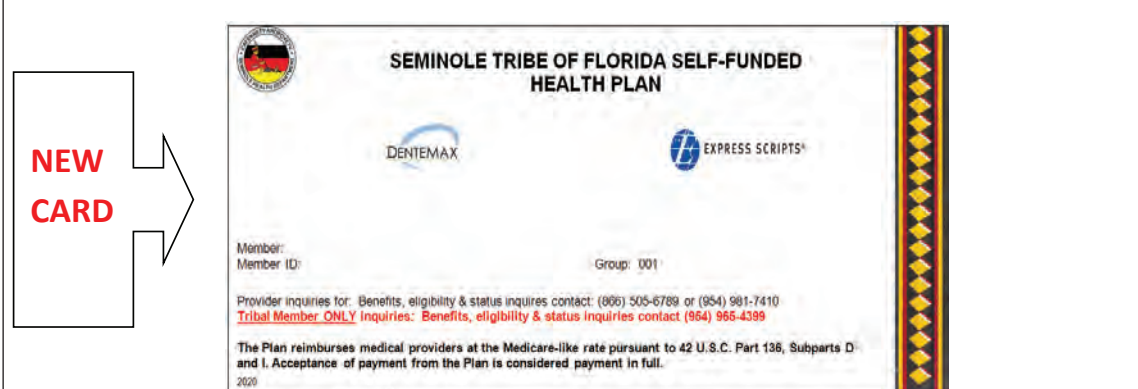 SEMINOLE TRIBE OF FLORIDA SELF-FUNDED
HEALTH PLAN
DENTEMAX
EXPRESS SCRIPTS®
NEW
CARD
Member:
Member ID:
Group: 001
Provider inquiries for: Benefits, eligibility & status inquires contact: (866) 505-6789 or (954) 981-7410
Tribal Member ONLY Inquiries: Benefits, eligibility & status inquiries contact (954) 965-4399
The Plan reimburses medical providers at the Medicare-like rate pursuant to 42 U.S.C. Part 136, Subparts D
and I. Acceptance of payment from the Plan is considered payment in full.
2020